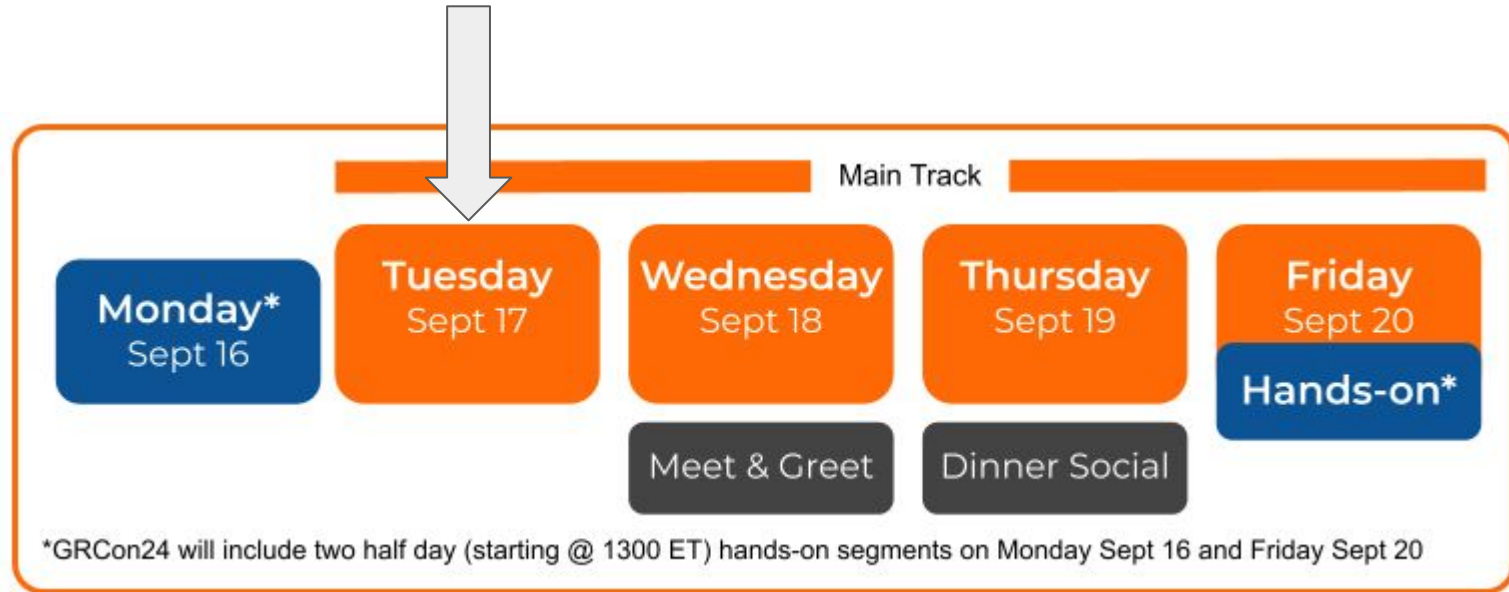 Main Track
Monday*
Sept 16
Tuesday
Sept 17
Wednesday
Sept 18
Thursday
Sept 19
Friday
Sept 20
Hands-on*
Meet & Greet
Dinner Social
*GRCon24 will include two half day (starting @ 1300 ET) hands-on segments on Monday Sept 16 and Friday Sept 20